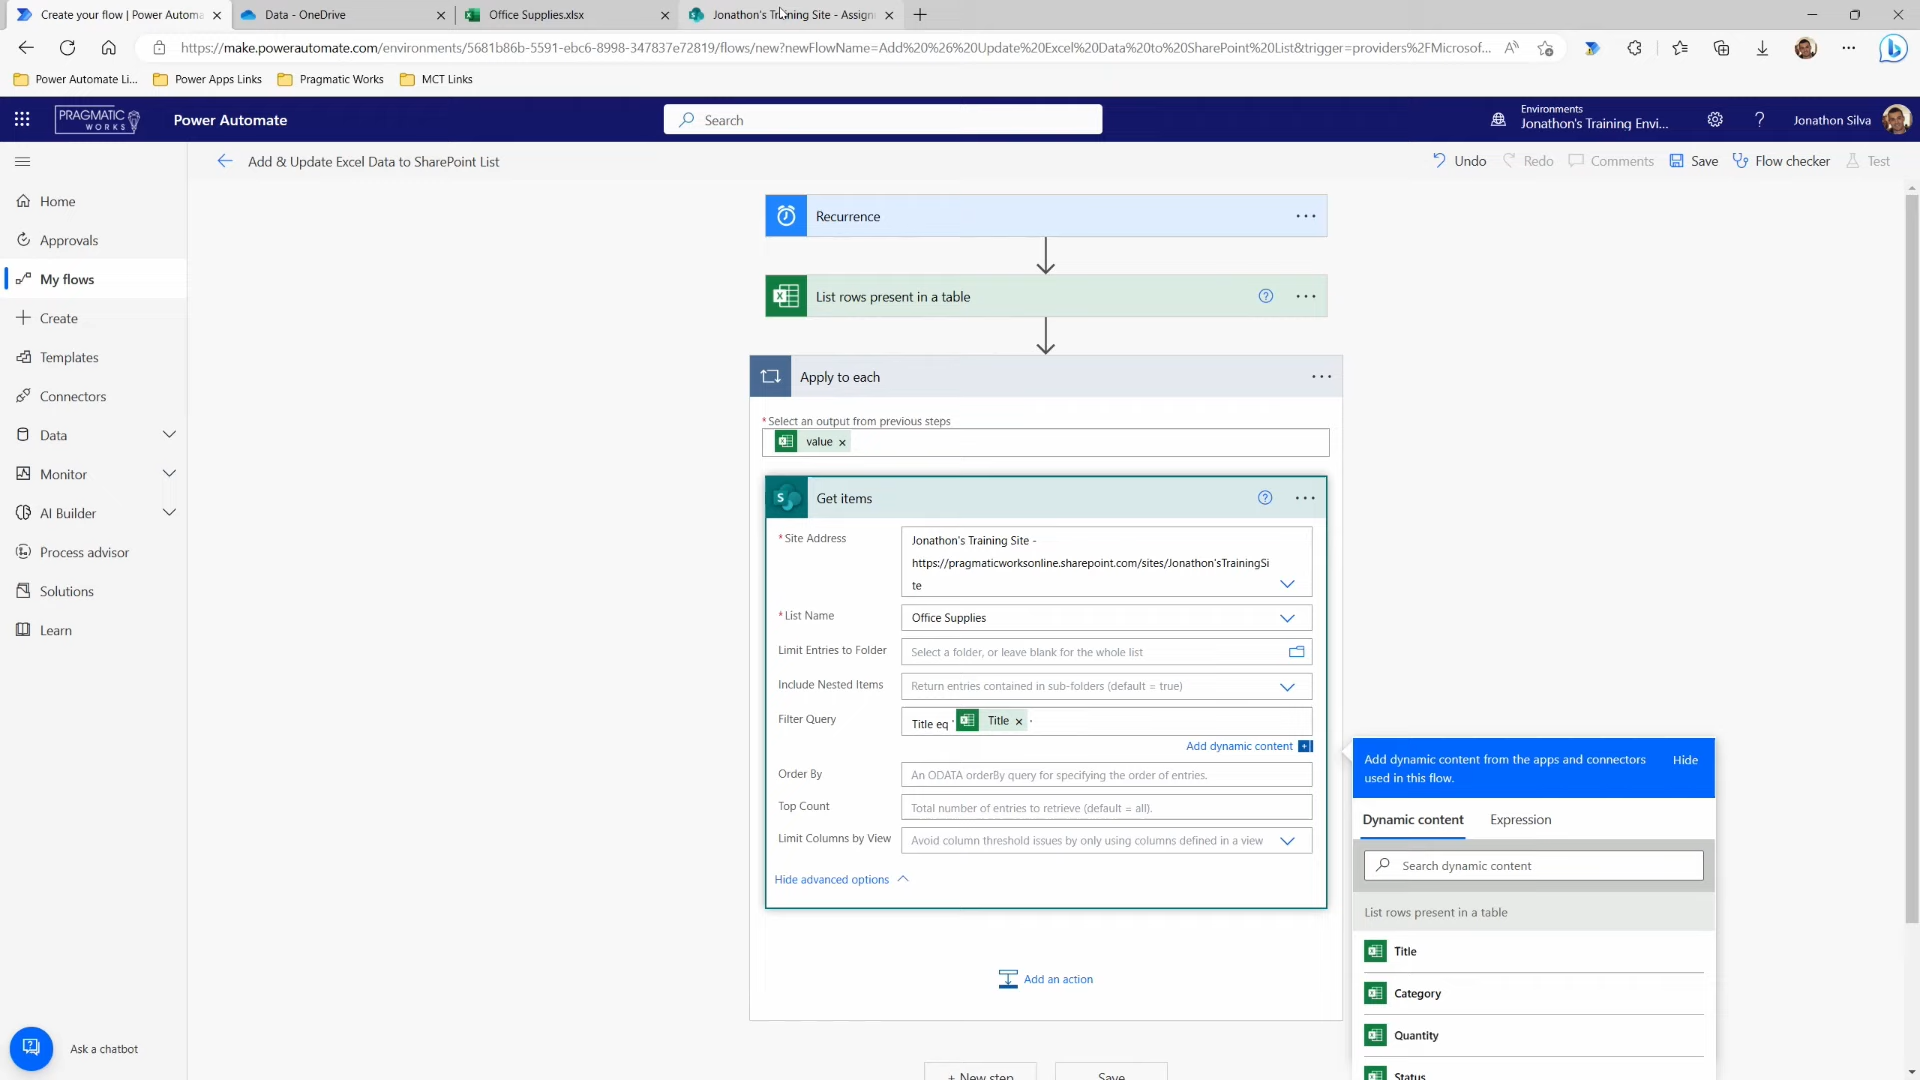 Create your flow | Power Automa
Data - OneDrive
Office Supplies.xlsx
Jonathon's Training Site - Assign
https://make.powerautomate.com/environments/5681b86b-5591-ebc6-8998-347837e72819/flows/new?newFlowName=Add%20%26%20Update%20Excel%20Data%20to%20SharePoint%20List&trigger=providers%2FMicrosof...
Power Automate Li...
Power Apps Links
Pragmatic Works
MCT Links
PRAGMATIC
WORKS
Power Automate
Search
Environments
Jonathon's Training Envi...
Jonathon Silva
Add & Update Excel Data to SharePoint List
Undo
Redo
Comments
Save
Flow checker
Test
Home
Approvals
My flows
Create
Templates
Connectors
Data
Monitor
AI Builder
Process advisor
Solutions
Learn
Ask a chatbot
Recurrence
List rows present in a table
Apply to each
* Select an output from previous steps
value
Get items
* Site Address
Jonathon's Training Site -
https://pragmaticworksonline.sharepoint.com/sites/Jonathon'sTrainingSi
te
* List Name
Office Supplies
Limit Entries to Folder
Select a folder, or leave blank for the whole list
Include Nested Items
Return entries contained in sub-folders (default = true)
Filter Query
Title eq ' Title '
Add dynamic content
Order By
An ODATA orderBy query for specifying the order of entries.
Top Count
Total number of entries to retrieve (default = all).
Limit Columns by View
Avoid column threshold issues by only using columns defined in a view
Hide advanced options
Add an action
+ New step
Save
Add dynamic content from the apps and connectors
used in this flow.
Hide
Dynamic content
Expression
Search dynamic content
List rows present in a table
Title
Category
Quantity
Status